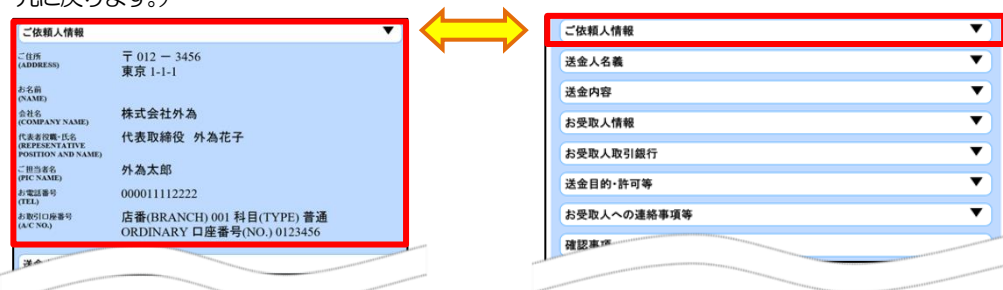 元に戻ります。）
ご依頼人情報 ▼
ご住所
(ADDRESS)
〒 012 － 3456
東京 1-1-1
お名前
(NAME)
会社名
(COMPANY NAME)
株式会社外為
代表者役職・氏名
(REPESENTATIVE
POSITION AND NAME)
代表取締役 外為花子
ご担当者名
(PIC NAME)
外為太郎
お電話番号
(TEL)
000011112222
お取引口座番号
(A/C NO.)
店番(BRANCH) 001 科目(TYPE) 普通
ORDINARY 口座番号(NO.) 0123456
ご依頼人情報 ▼
送金人名義 ▼
送金内容 ▼
お受取人情報 ▼
お受取人取引銀行 ▼
送金目的・許可等 ▼
お受取人への連絡事項等 ▼
確認事項